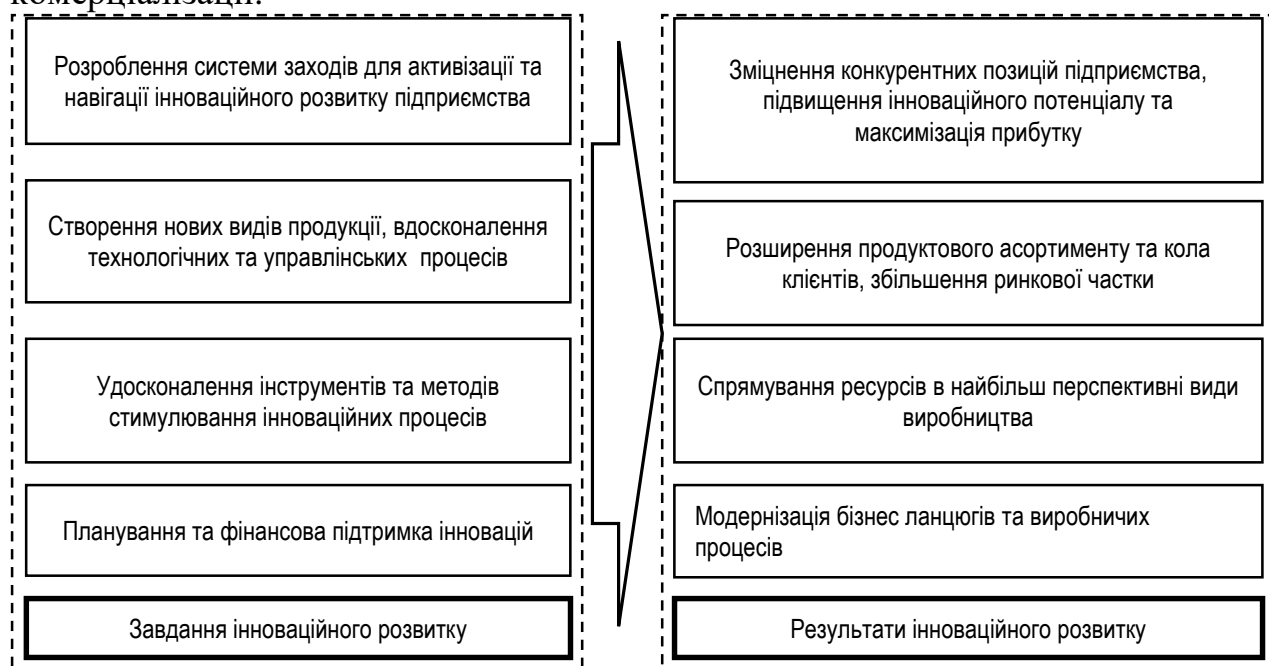 комерціалізації.
Розроблення системи заходів для активізації та
навігації інноваційного розвитку підприємства
Створення нових видів продукції, вдосконалення
технологічних та управлінських процесів
Удосконалення інструментів та методів
стимулювання інноваційних процесів
Планування та фінансова підтримка інновацій
Завдання інноваційного розвитку
Зміцнення конкурентних позицій підприємства,
підвищення інноваційного потенціалу та
максимізація прибутку
Розширення продуктового асортименту та кола
клієнтів, збільшення ринкової частки
Спрямування ресурсів в найбільш перспективні види
виробництва
Модернізація бізнес ланцюгів та виробничих
процесів
Результати інноваційного розвитку